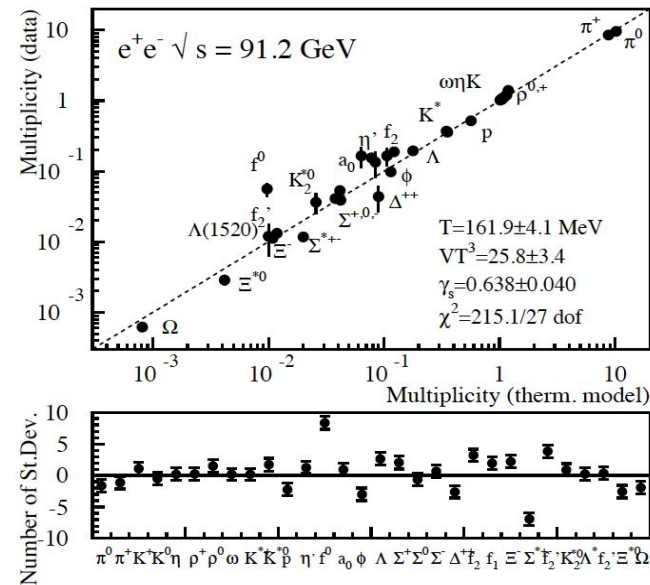 10
1
10⁻¹
10⁻²
10⁻³
Multiplicity (data)
e⁺e⁻ √ s = 91.2 GeV
π⁺
π⁰
ωηK
ρ⁰,⁺
K*
p
η’ f₂
a₀
Λ
f⁰
K₂*⁰
ϕ
Δ⁺⁺
f₂’
Σ⁺,⁰,⁻
Λ(1520)
Ξ⁻
Σ*⁺⁻
Ξ*⁰
Ω
T=161.9±4.1 MeV
VT³=25.8±3.4
γₛ=0.638±0.040
χ²=215.1/27 dof
10⁻³ 10⁻² 10⁻¹ 1 10
Multiplicity (therm. model)
Number of St.Dev.
10
5
0
-5
-10
π⁰ π⁺ K⁺ K⁰ η ρ⁺ ρ⁰ ω K*⁺ K*⁰ p η’ f⁰ a₀ ϕ Λ Σ⁺ Σ⁰ Σ⁻ Δ⁺⁺ f₂ f₁ Ξ⁻ Σ*⁺ f₂’ K₂*⁰ Λ* f₂’ Ξ*⁰ Ω